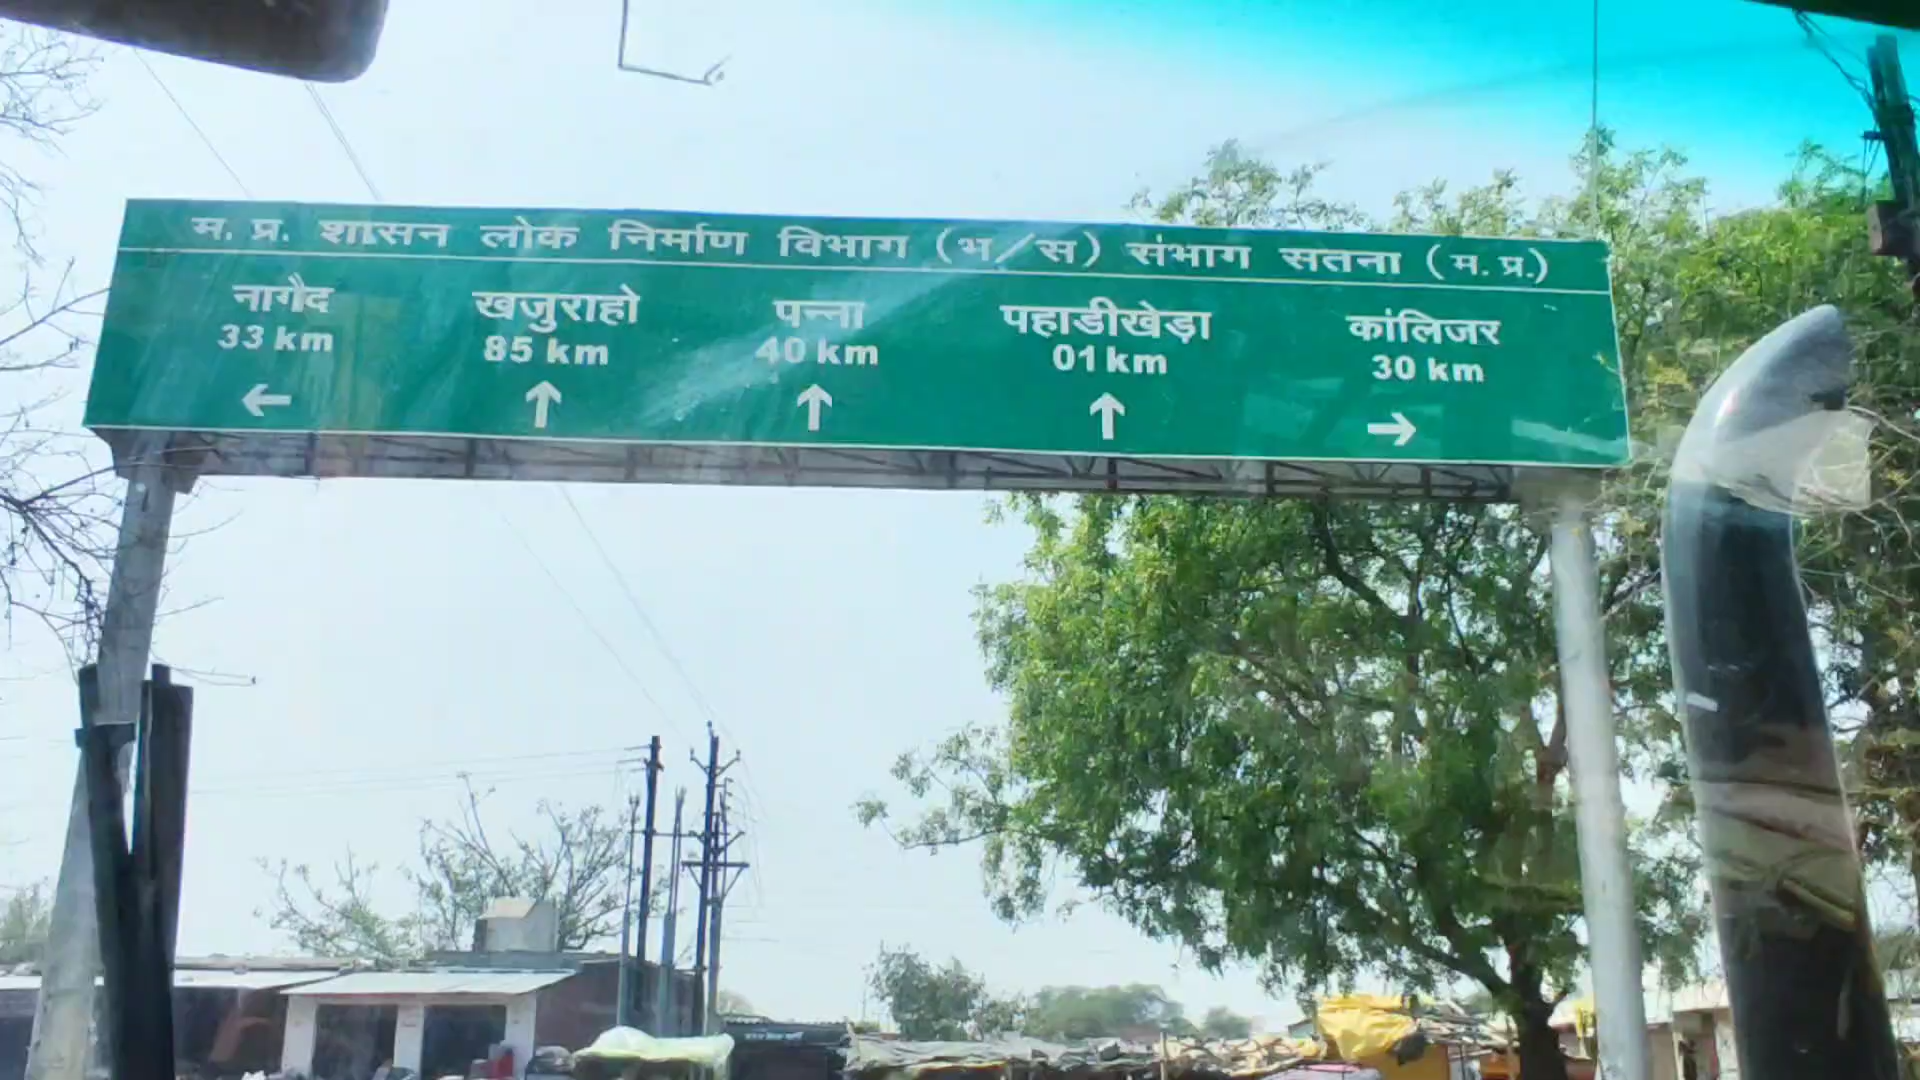 म. प्र. शासन लोक निर्माण विभाग (भ/स) संभाग सतना (म. प्र.)
नागैद खजुराहो पन्ना पहाडीखेड़ा कांलिजर
33 km 85 km 40 km 01 km 30 km
← ↑ ↑ ↑ →